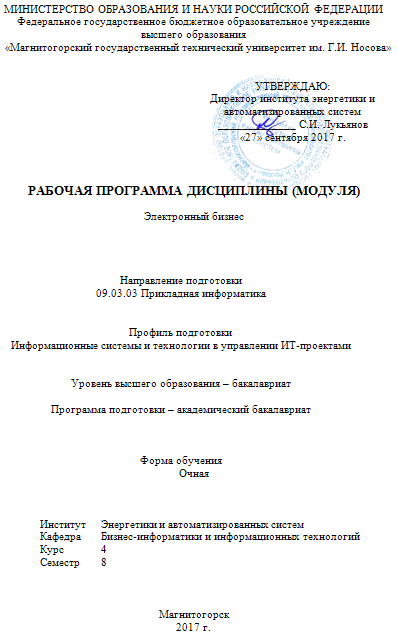 МИНИСТЕРСТВО ОБРАЗОВАНИЯ И НАУКИ РОССИЙСКОЙ ФЕДЕРАЦИИ
Федеральное государственное бюджетное образовательное учреждение
высшего образования
«Магнитогорский государственный технический университет им. Г.И. Носова»
УТВЕРЖДАЮ:
Директор института энергетики и
автоматизированных систем
_______________ С.И. Лукьянов
«27» сентября 2017 г.
РАБОЧАЯ ПРОГРАММА ДИСЦИПЛИНЫ (МОДУЛЯ)
Электронный бизнес
Направление подготовки
09.03.03 Прикладная информатика
Профиль подготовки
Информационные системы и технологии в управлении ИТ-проектами
Уровень высшего образования – бакалавриат
Программа подготовки – академический бакалавриат
Форма обучения
Очная
Институт Энергетики и автоматизированных систем
Кафедра Бизнес-информатики и информационных технологий
Курс 4
Семестр 8
Магнитогорск
2017 г.